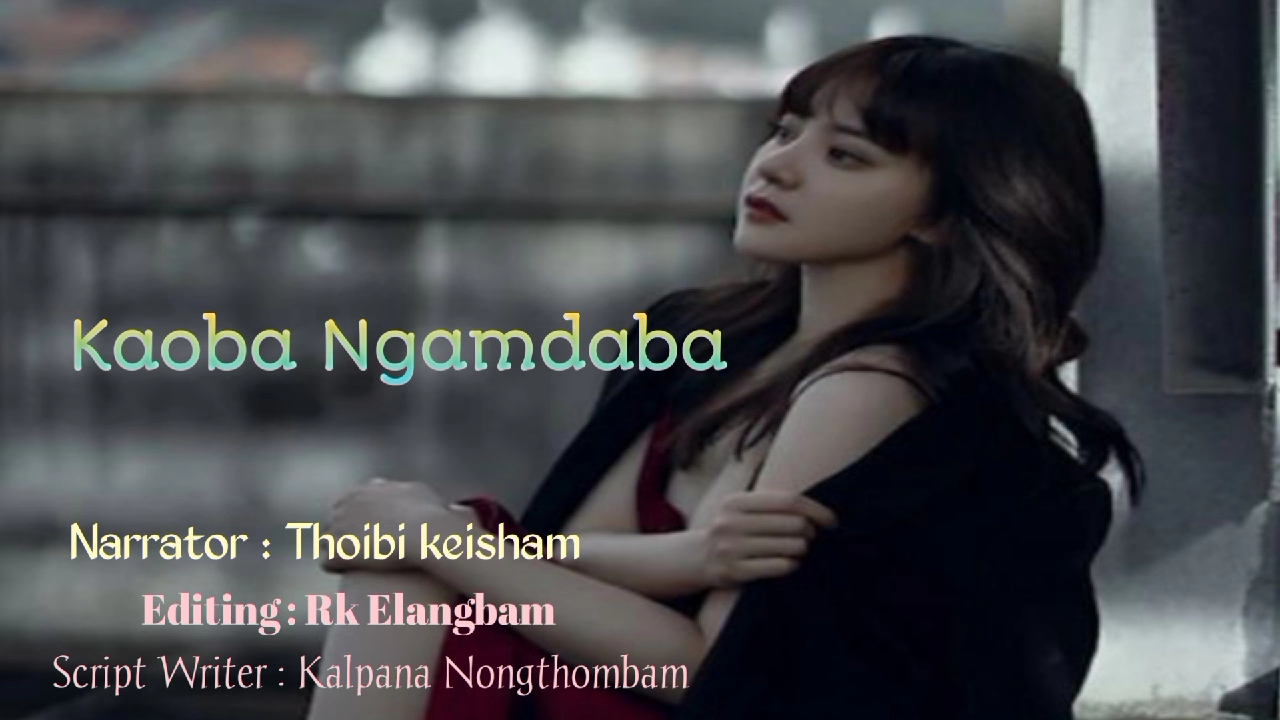 Kaoba Ngamdaba
Narrator : Thoibi keisham
Editing : Rk Elangbam
Script Writer : Kalpana Nongthombam